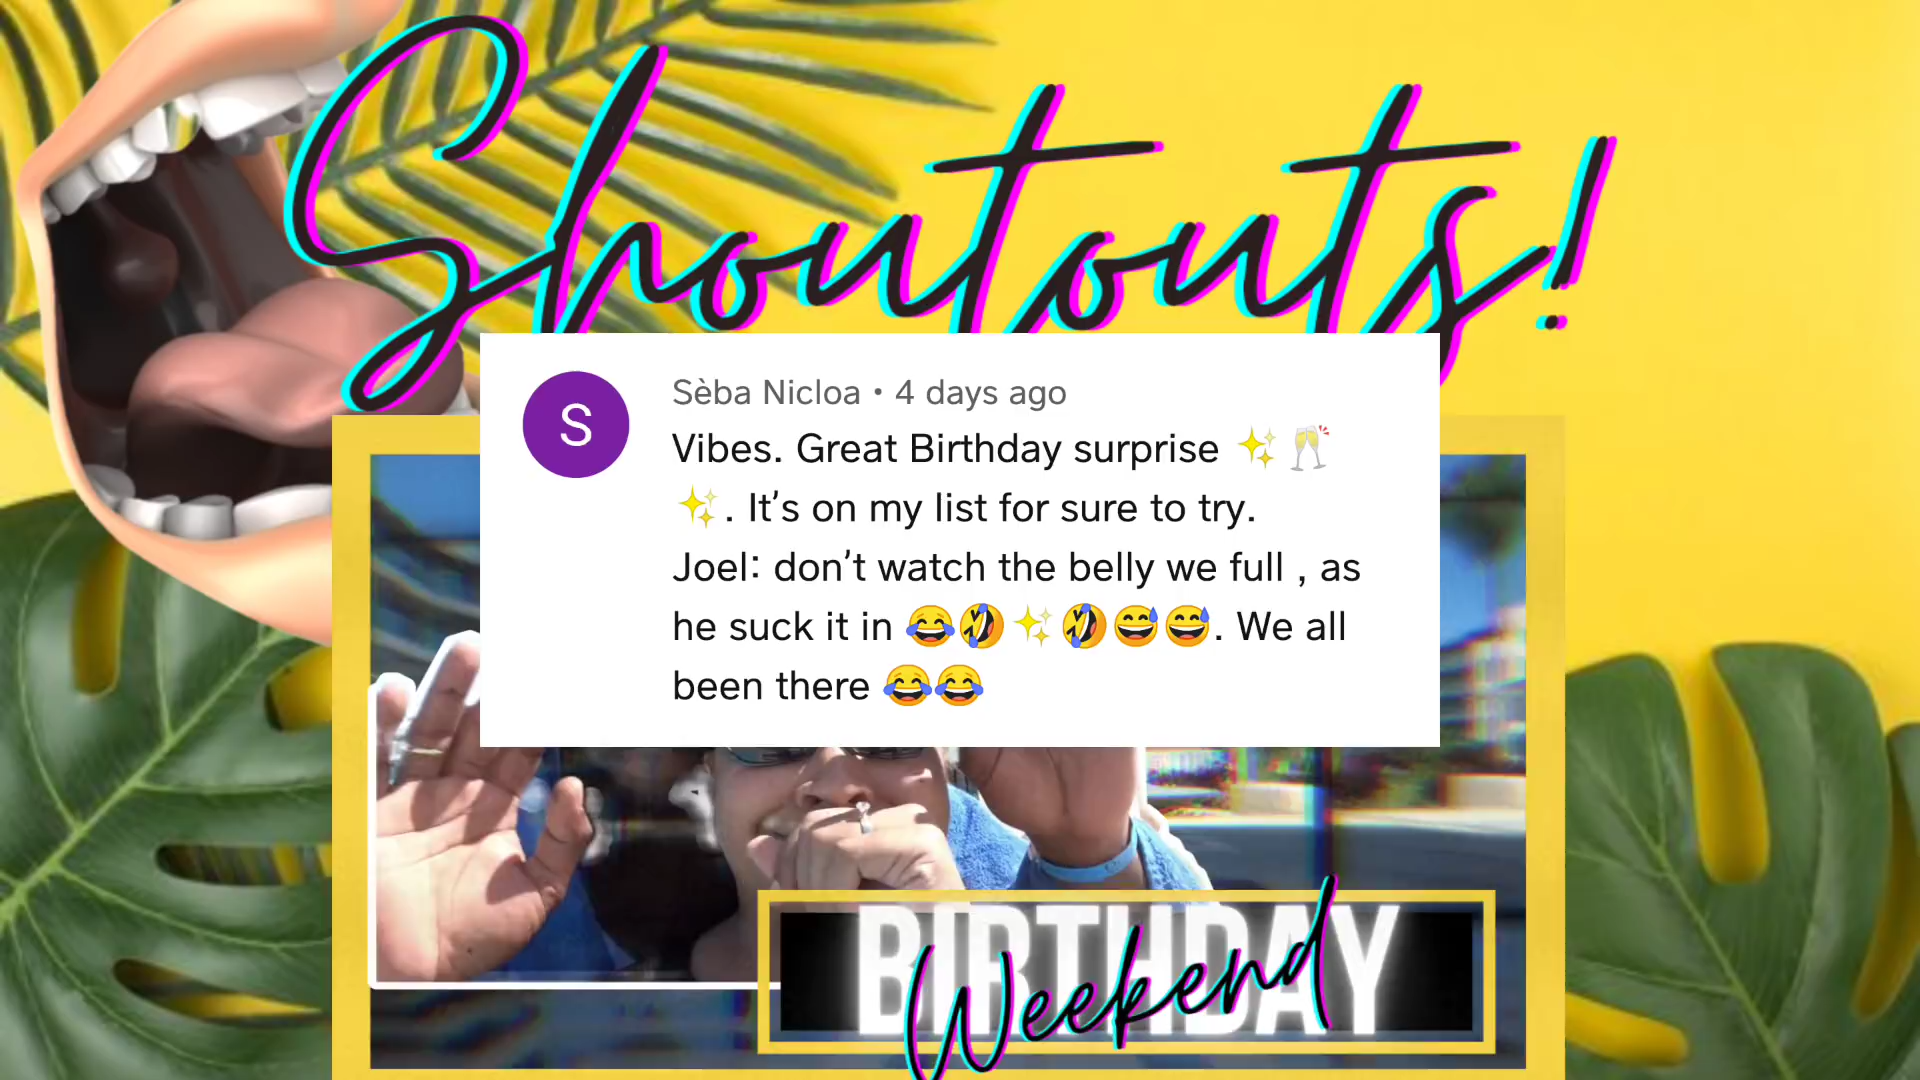 Shoutouts!
S
Sèba Nicloa • 4 days ago
Vibes. Great Birthday surprise ✨🥂
✨. It's on my list for sure to try.
Joel: don't watch the belly we full , as
he suck it in 😂🤣✨🤣😅😅. We all
been there 😂😂
BIRTHDAY
Weekend